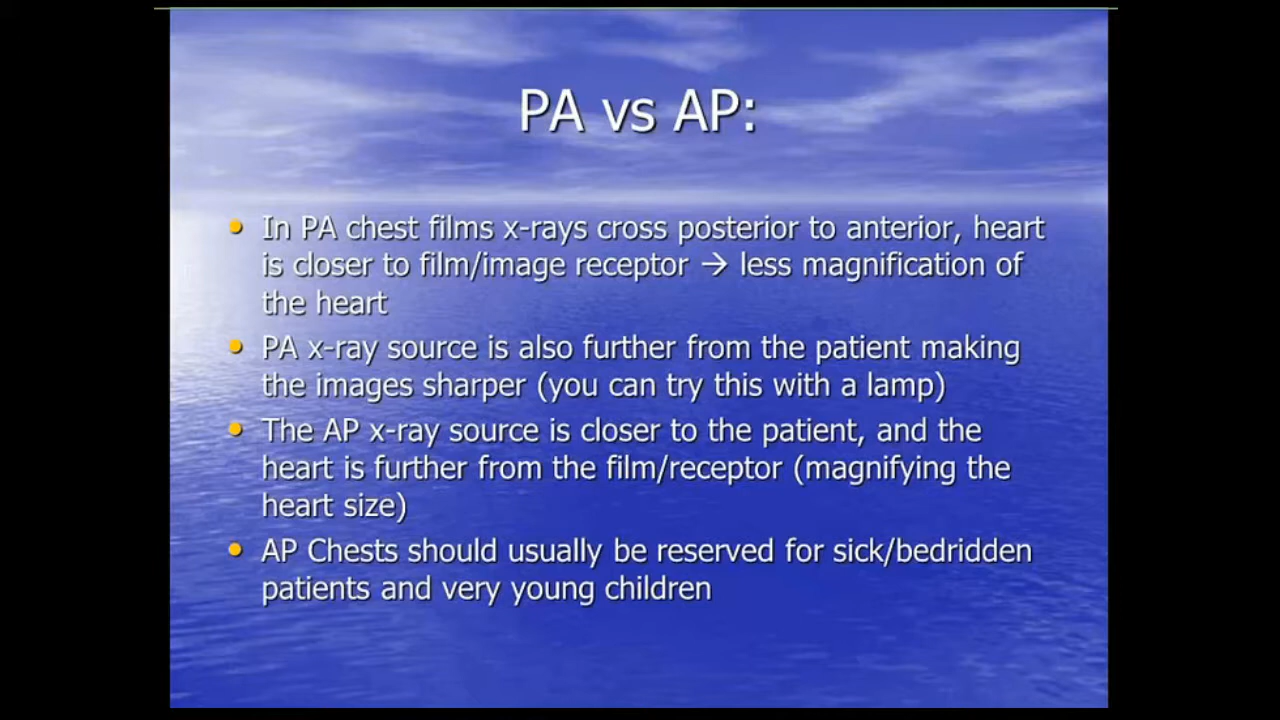 PA vs AP:
• In PA chest films x-rays cross posterior to anterior, heart
is closer to film/image receptor → less magnification of
the heart
• PA x-ray source is also further from the patient making
the images sharper (you can try this with a lamp)
• The AP x-ray source is closer to the patient, and the
heart is further from the film/receptor (magnifying the
heart size)
• AP Chests should usually be reserved for sick/bedridden
patients and very young children